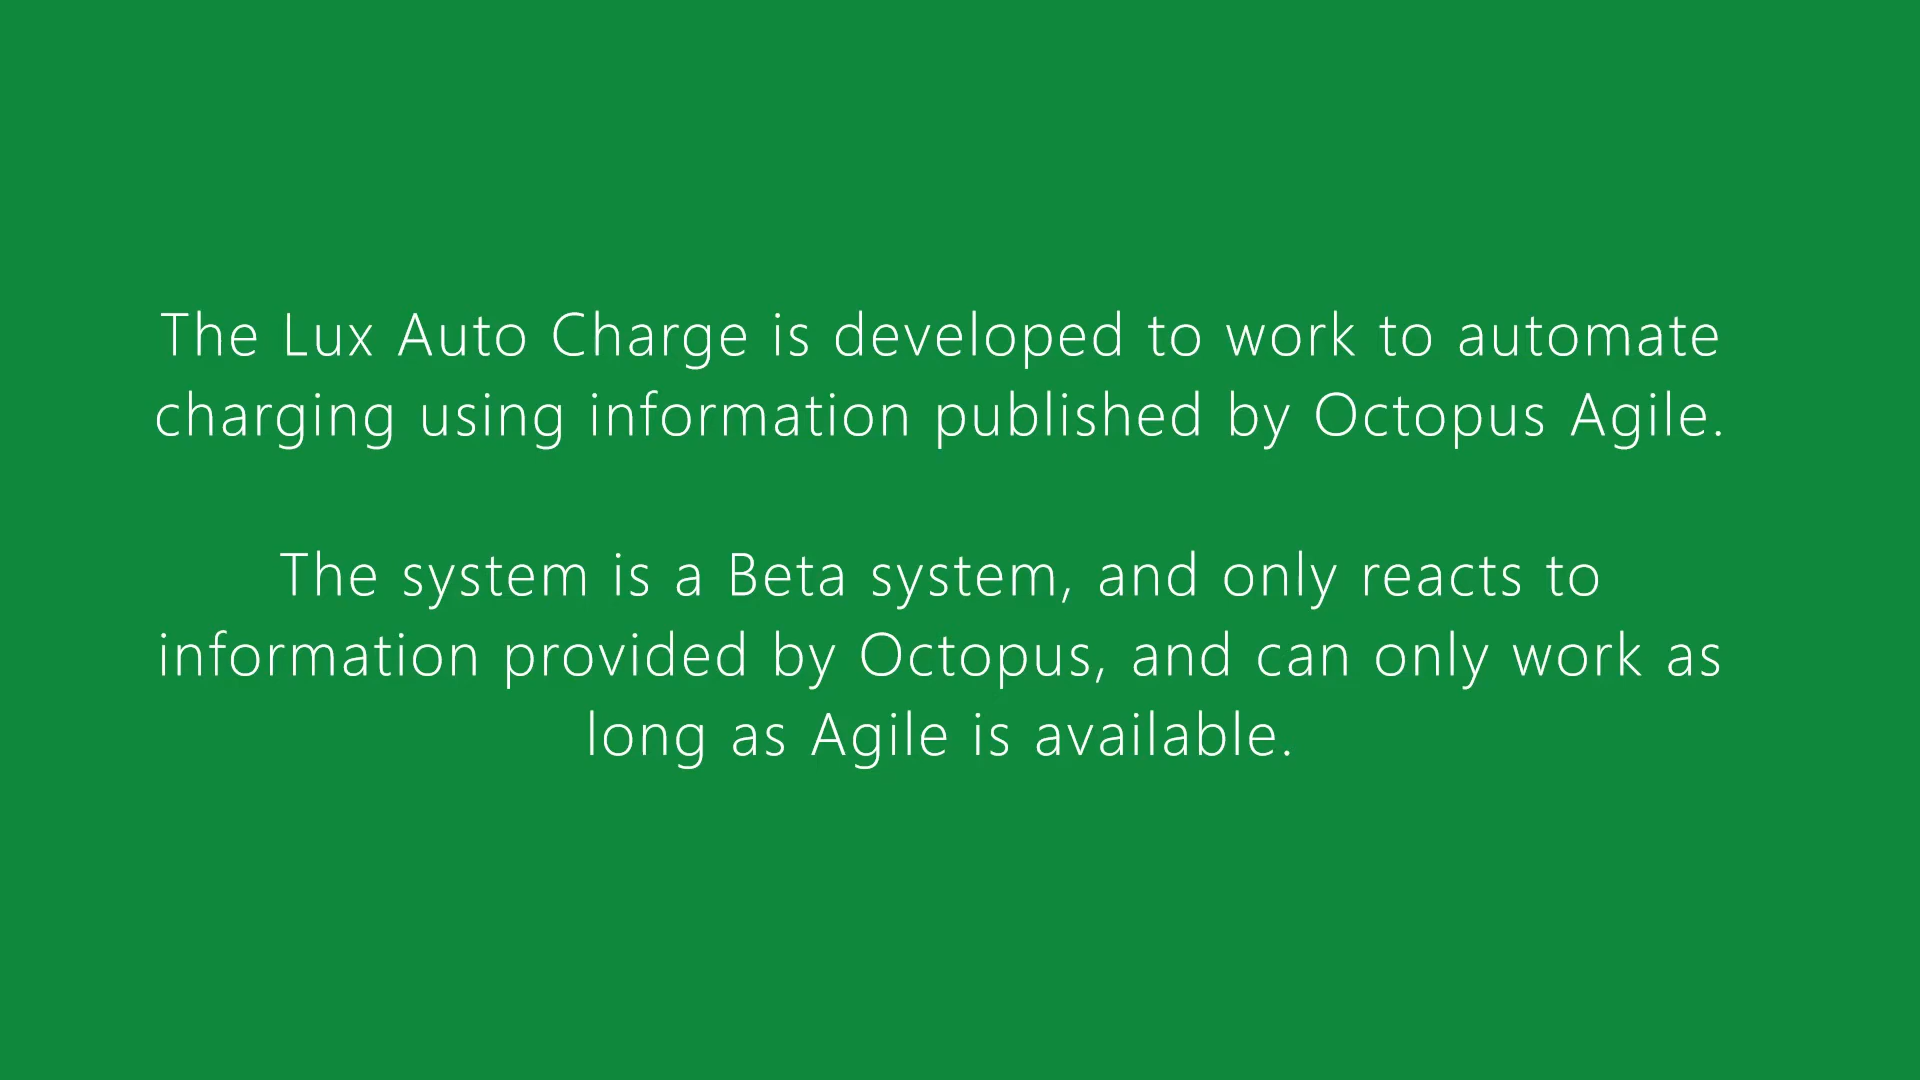 The Lux Auto Charge is developed to work to automate
charging using information published by Octopus Agile.
The system is a Beta system, and only reacts to
information provided by Octopus, and can only work as
long as Agile is available.